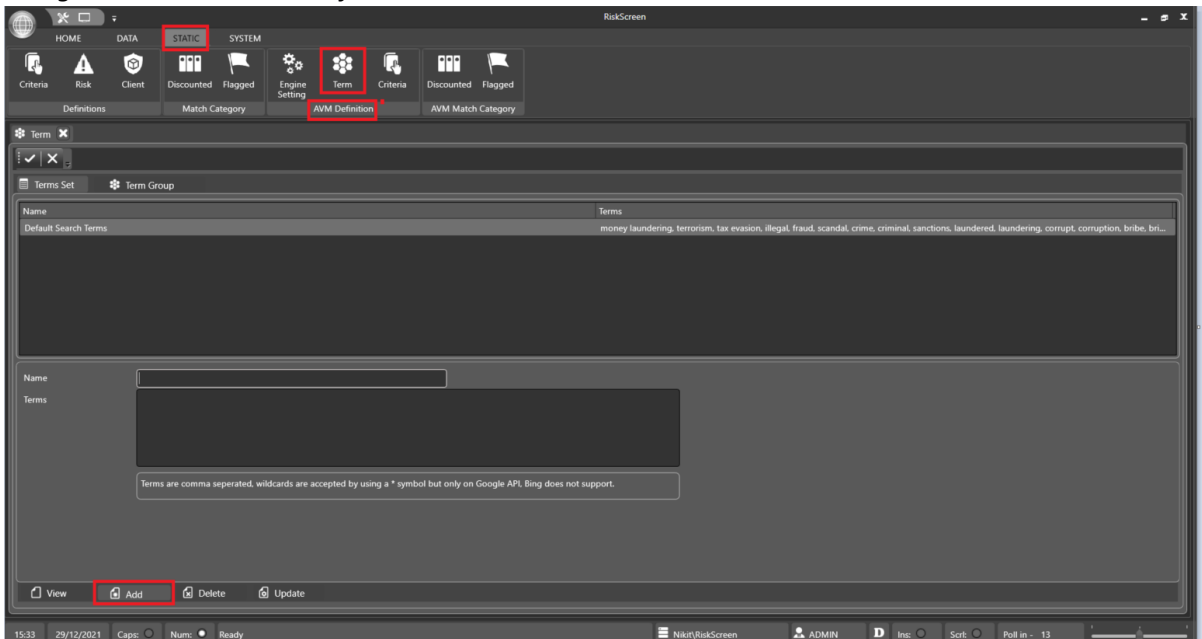 RiskScreen
HOME DATA STATIC SYSTEM
Criteria Risk Client Discounted Flagged Engine Setting Term Criteria Discounted Flagged
Definitions Match Category AVM Definition AVM Match Category
Term
Terms Set Term Group
Name Terms
Default Search Terms money laundering, terrorism, tax evasion, illegal, fraud, scandal, crime, criminal, sanctions, laundered, laundering, corrupt, corruption, bribe, bri...
Name
Terms
Terms are comma seperated, wildcards are accepted by using a * symbol but only on Google API, Bing does not support.
View Add Delete Update
15:33 29/12/2021 Caps: Num: Ready Nikit\RiskScreen ADMIN D Ins: Scrl: Poll in - 13